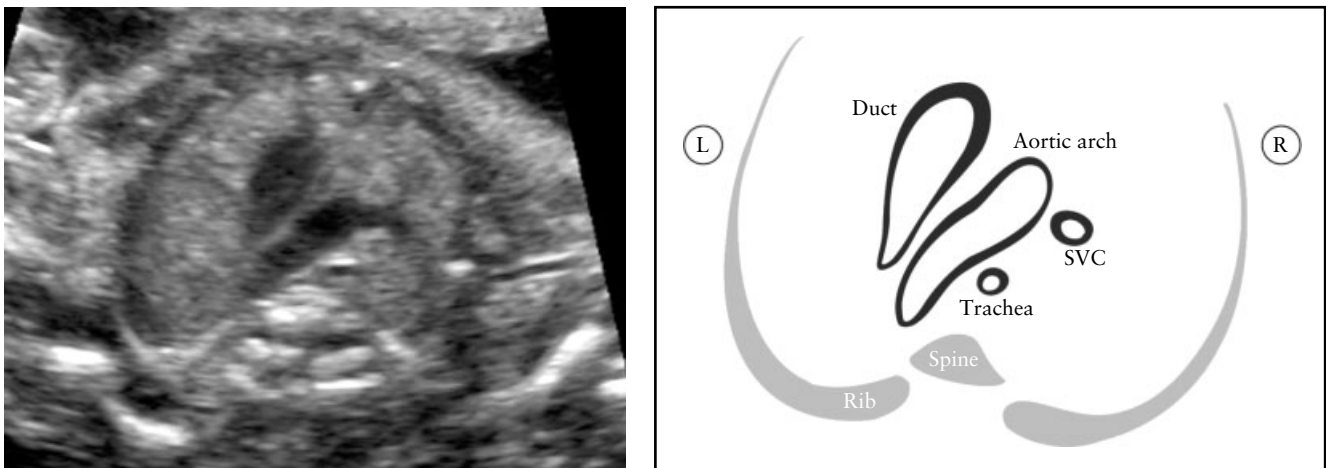 Duct
Aortic arch
L
R
SVC
Trachea
Spine
Rib